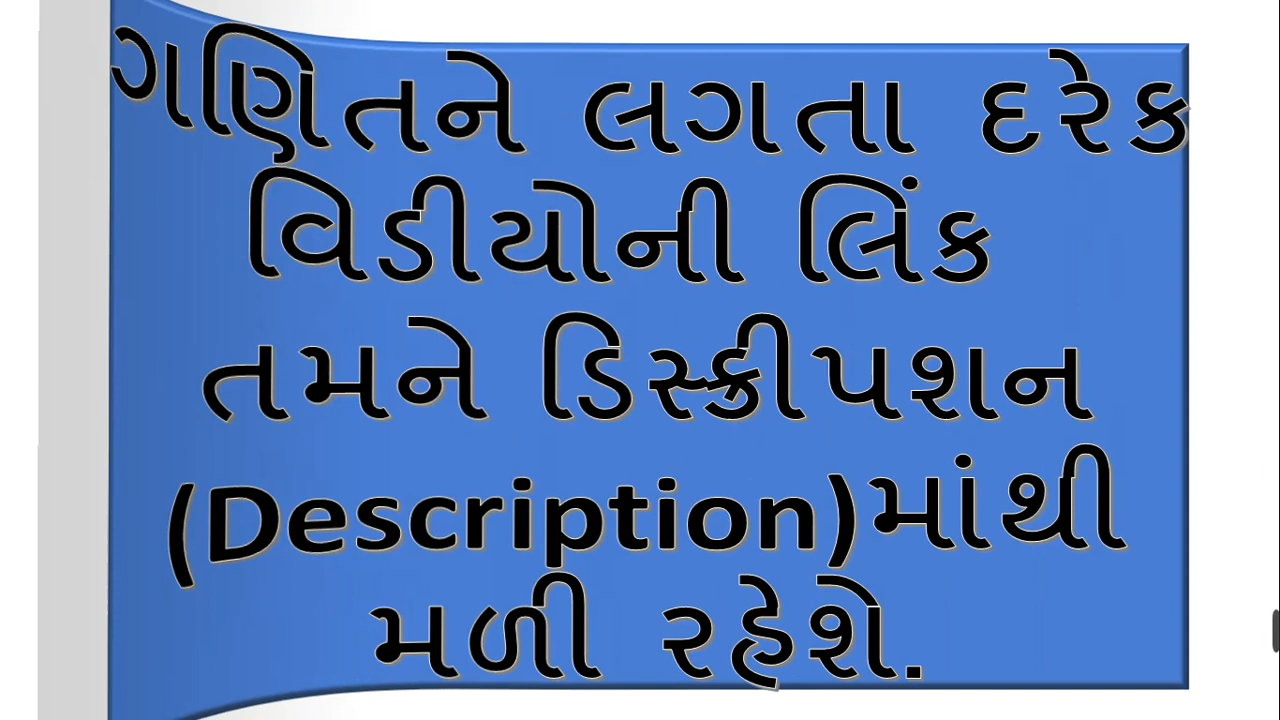 ગણિતને લગતા દરેક
વિડીયોની લિંક
તમને ડિસ્ક્રીપશન
(Description)માંથી
મળી રહેશે.